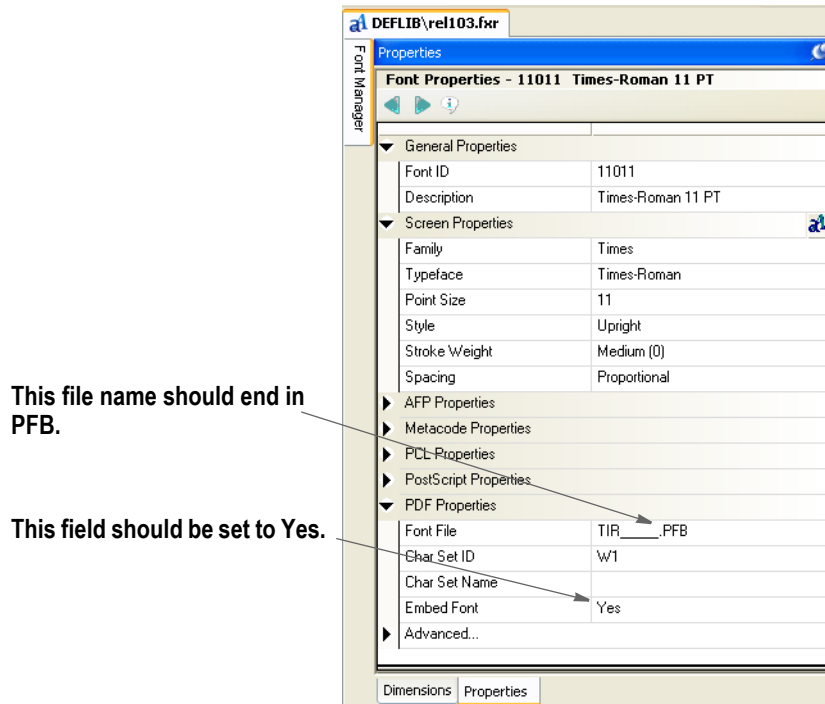 DEFLIB\rel103.fxr
Font Manager
Properties
Font Properties - 11011 Times-Roman 11 PT
General Properties
Font ID 11011
Description Times-Roman 11 PT
Screen Properties
Family Times
Typeface Times-Roman
Point Size 11
Style Upright
Stroke Weight Medium (0)
Spacing Proportional
This file name should end in
PFB.
AFP Properties
Metacode Properties
PCL Properties
PostScript Properties
PDF Properties
This field should be set to Yes.
Font File TIR_____.PFB
Char Set ID W1
Char Set Name
Embed Font Yes
Advanced...
Dimensions Properties